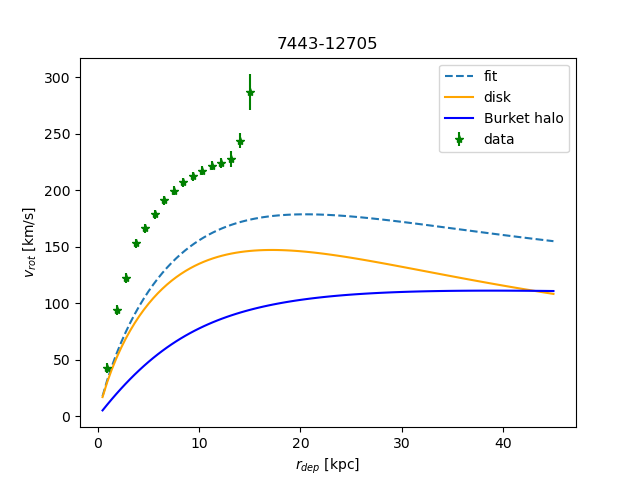 7443-12705
300
250
200
150
100
50
0
v_rot [km/s]
0 10 20 30 40
r_dep [kpc]
fit
disk
Burket halo
data